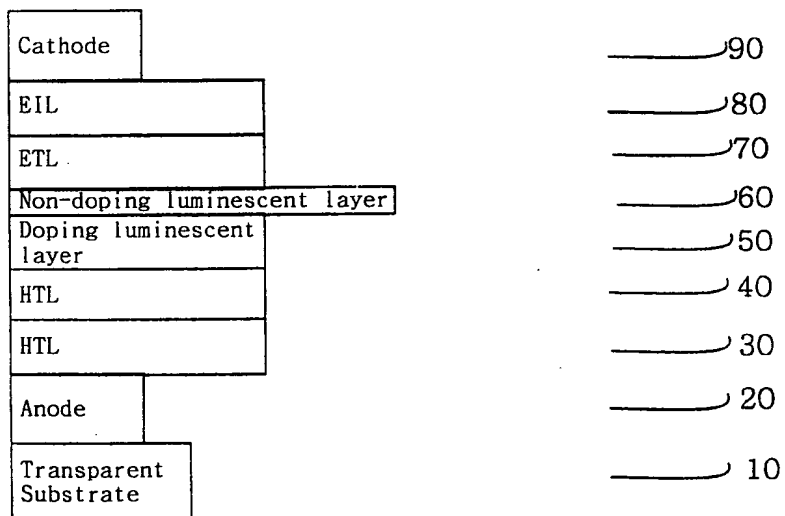 Cathode 90
EIL 80
ETL 70
Non-doping luminescent layer 60
Doping luminescent 50
layer
HTL 40
HTL 30
Anode 20
Transparent 10
Substrate